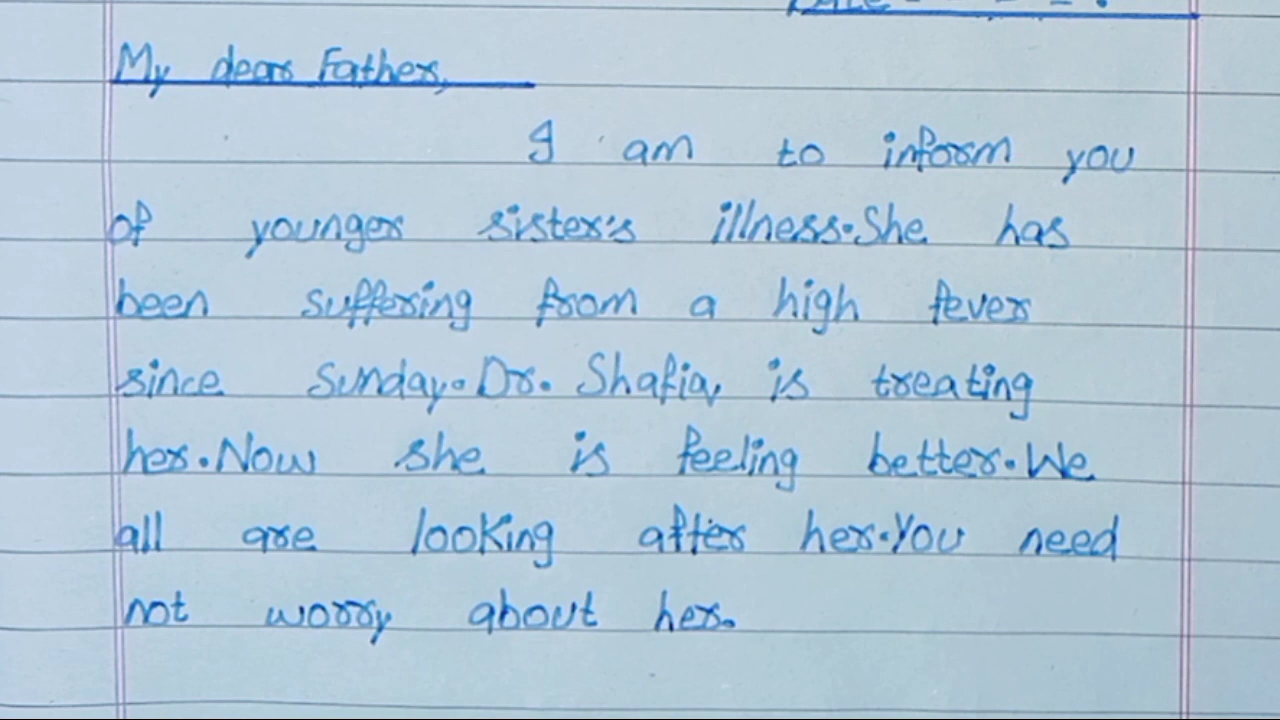 My dear Father,
I am to inform you
of younger sister's illness.She has
been suffering from a high fever
since Sunday.Dr. Shafia, is treating
her.Now she is feeling better.We
all are looking after her.You need
not worry about her.